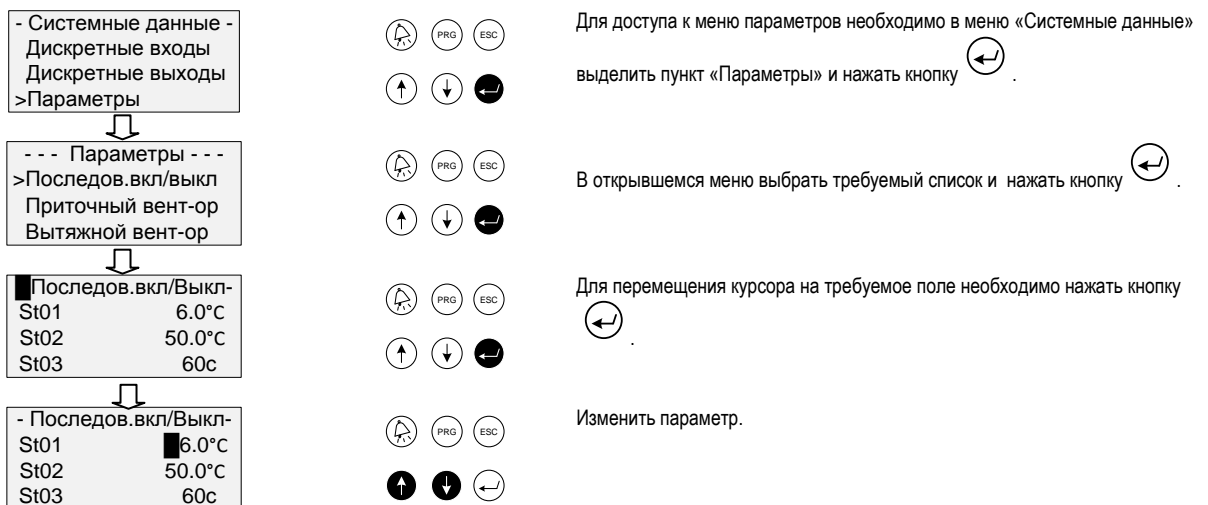 - Системные данные -
Дискретные входы
Дискретные выходы
>Параметры
PRG ESC
Для доступа к меню параметров необходимо в меню «Системные данные»
выделить пункт «Параметры» и нажать кнопку .
- - - Параметры - - -
>Последов.вкл/выкл
Приточный вент-ор
Вытяжной вент-ор
PRG ESC
В открывшемся меню выбрать требуемый список и нажать кнопку .
Последов.вкл/Выкл-
St01 6.0°C
St02 50.0°C
St03 60с
PRG ESC
Для перемещения курсора на требуемое поле необходимо нажать кнопку
.
- Последов.вкл/Выкл-
St01 6.0°C
St02 50.0°C
St03 60с
PRG ESC
Изменить параметр.